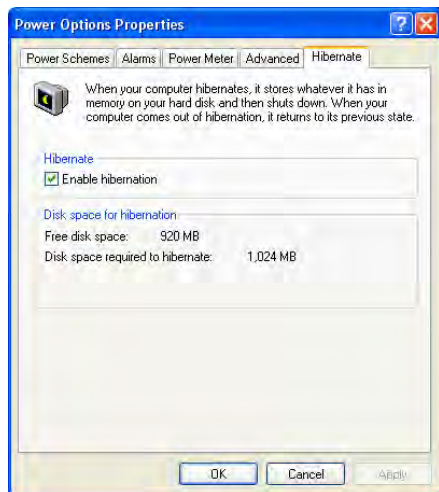 Power Options Properties
Power Schemes Alarms Power Meter Advanced Hibernate
When your computer hibernates, it stores whatever it has in
memory on your hard disk and then shuts down. When your
computer comes out of hibernation, it returns to its previous state.
Hibernate
Enable hibernation
Disk space for hibernation
Free disk space: 920 MB
Disk space required to hibernate: 1,024 MB
OK Cancel Apply